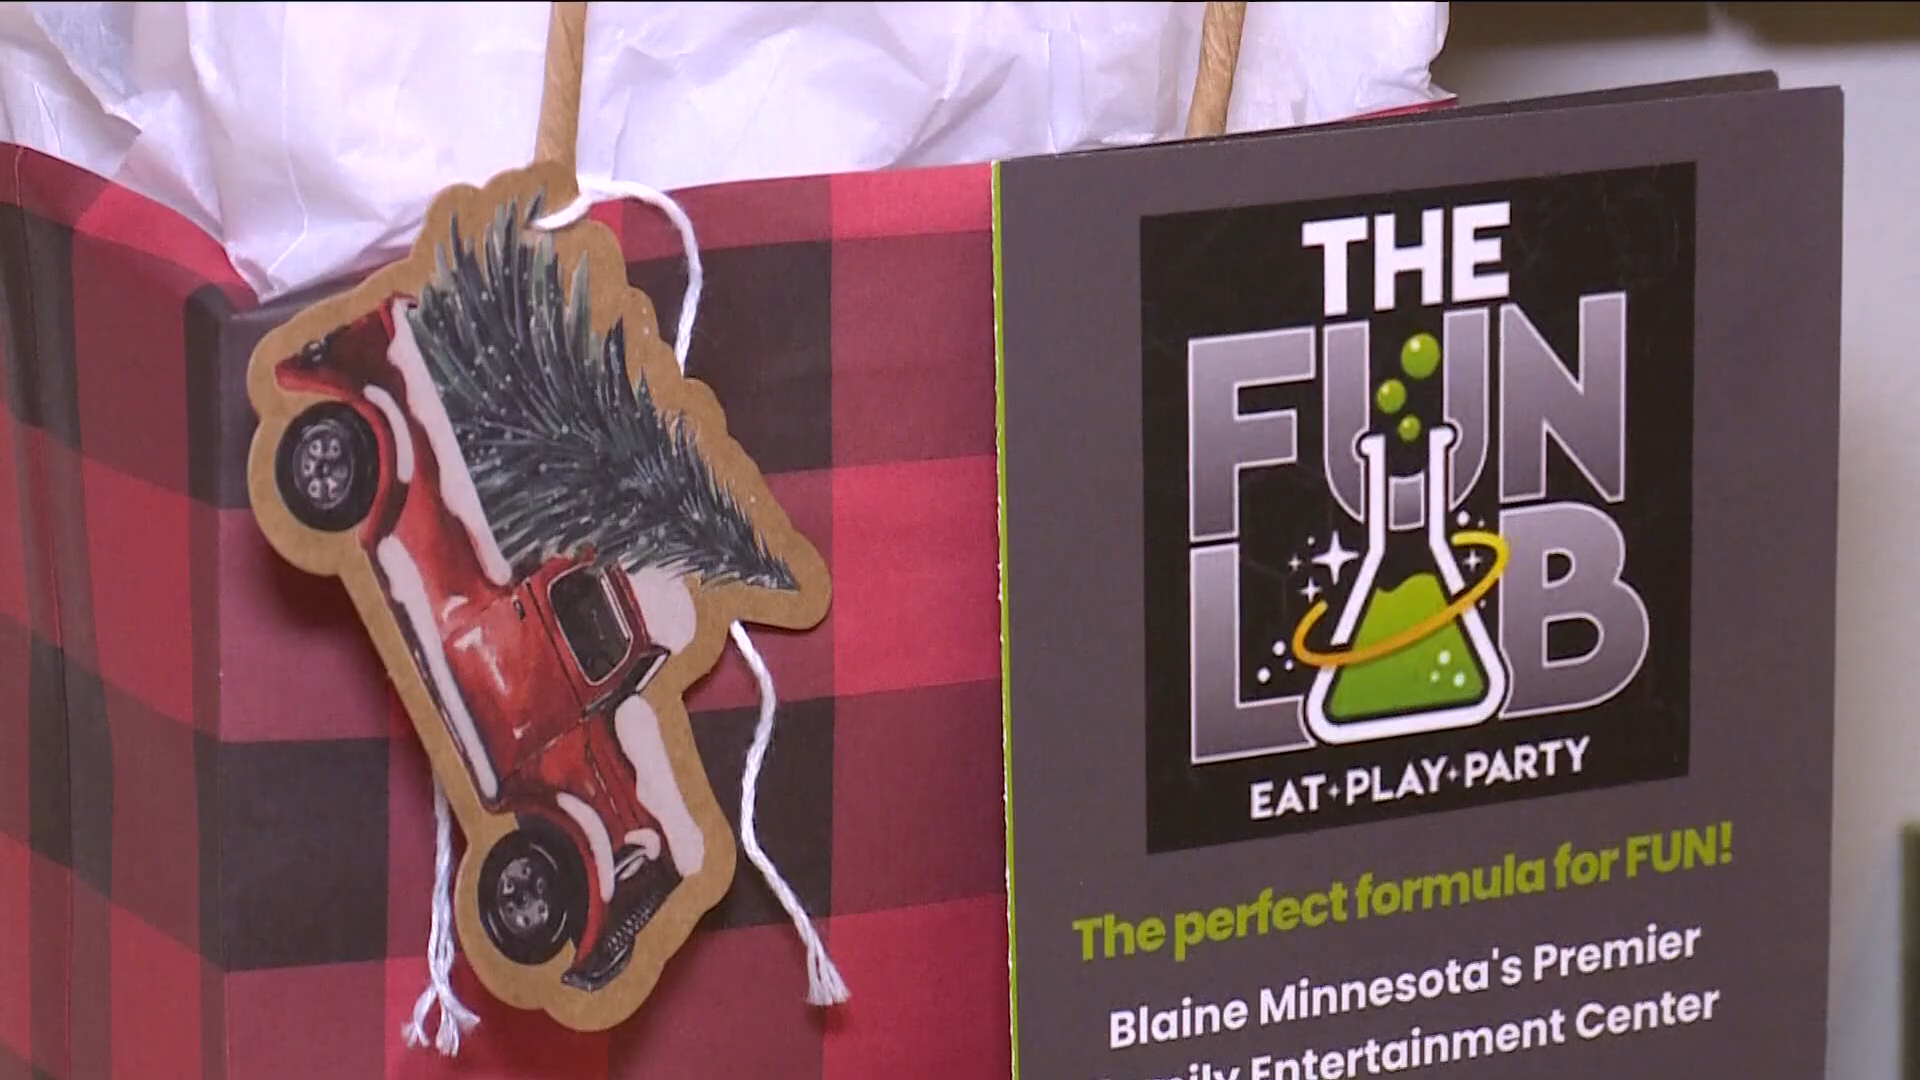 THE
FUN
LAB
EAT+PLAY+PARTY
The perfect formula for FUN!
Blaine Minnesota's Premier
Entertainment Center